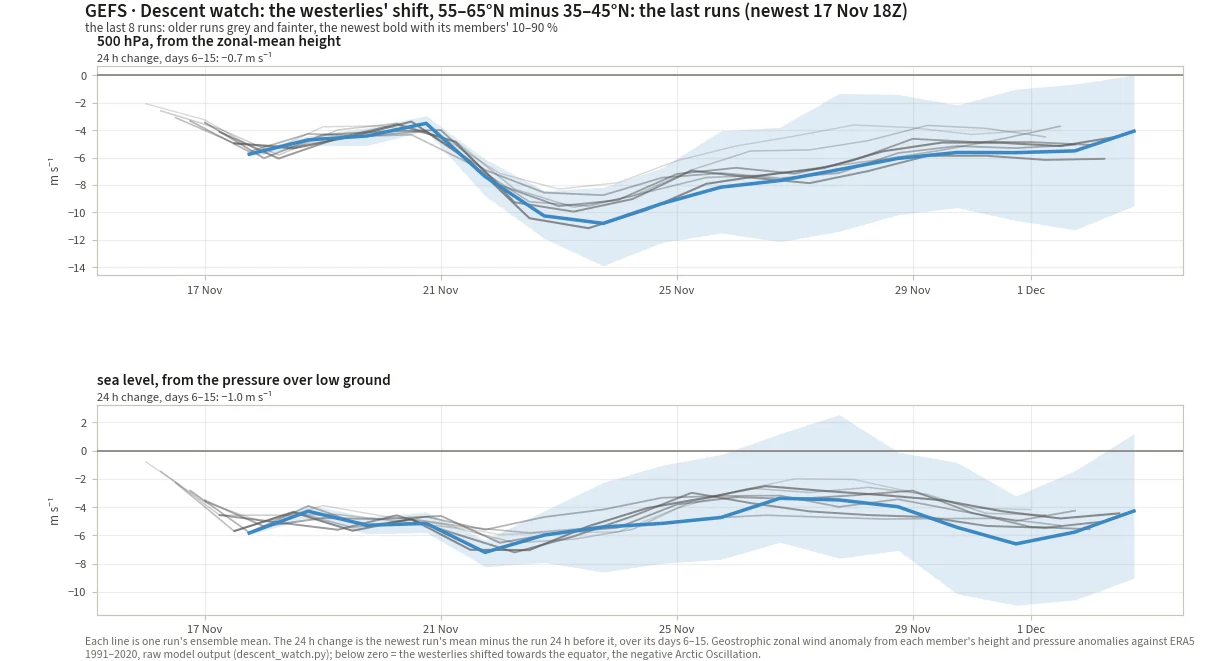 GEFS · Descent watch: the westerlies' shift, 55–65°N minus 35–45°N: the last runs (newest 17 Nov 18Z)
the last 8 runs: older runs grey and fainter, the newest bold with its members' 10–90 %
500 hPa, from the zonal-mean height
24 h change, days 6–15: −0.7 m s⁻¹
0
−2
−4
−6
−8
−10
−12
−14
m s⁻¹
17 Nov 21 Nov 25 Nov 29 Nov 1 Dec
sea level, from the pressure over low ground
24 h change, days 6–15: −1.0 m s⁻¹
2
0
−2
−4
−6
−8
−10
m s⁻¹
17 Nov 21 Nov 25 Nov 29 Nov 1 Dec
Each line is one run's ensemble mean. The 24 h change is the newest run's mean minus the run 24 h before it, over its days 6–15. Geostrophic zonal wind anomaly from each member's height and pressure anomalies against ERA5
1991–2020, raw model output (descent_watch.py); below zero = the westerlies shifted towards the equator, the negative Arctic Oscillation.